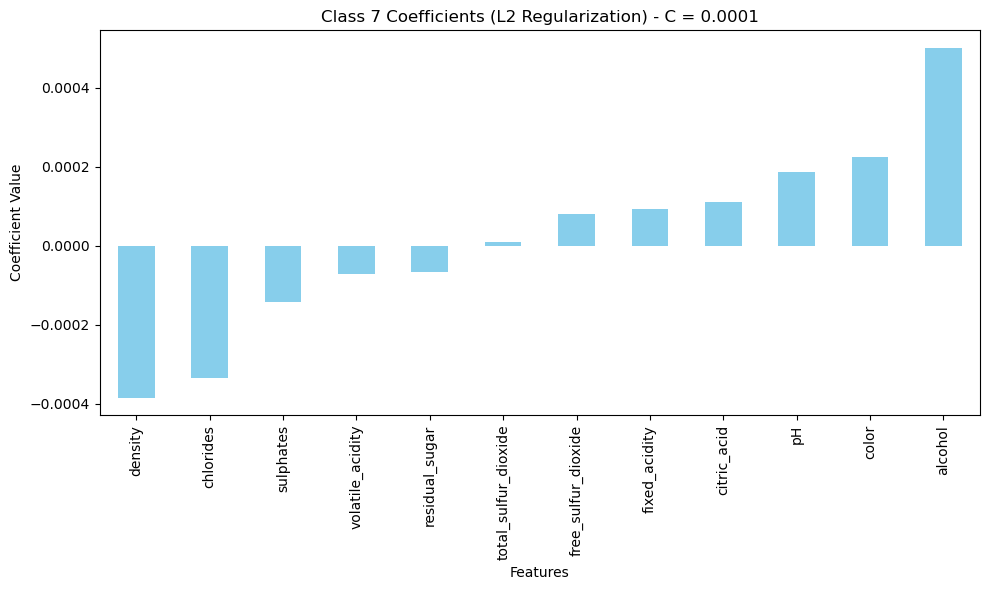 Class 7 Coefficients (L2 Regularization) - C = 0.0001
Coefficient Value
0.0004
0.0002
0.0000
−0.0002
−0.0004
density
chlorides
sulphates
volatile_acidity
residual_sugar
total_sulfur_dioxide
free_sulfur_dioxide
fixed_acidity
citric_acid
pH
color
alcohol
Features